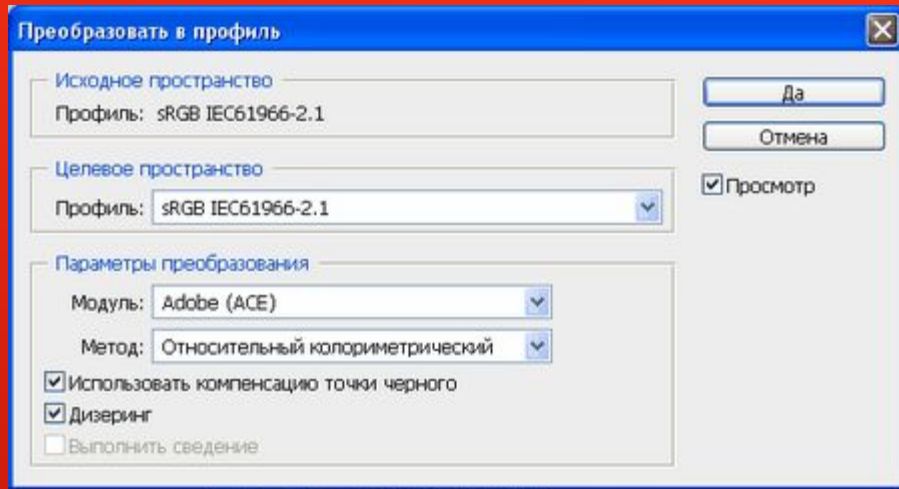 Преобразовать в профиль
Исходное пространство
Профиль: sRGB IEC61966-2.1
Да
Отмена
Просмотр
Целевое пространство
Профиль: sRGB IEC61966-2.1
Параметры преобразования
Модуль: Adobe (ACE)
Метод: Относительный колориметрический
Использовать компенсацию точки черного
Дизеринг
Выполнить сведение